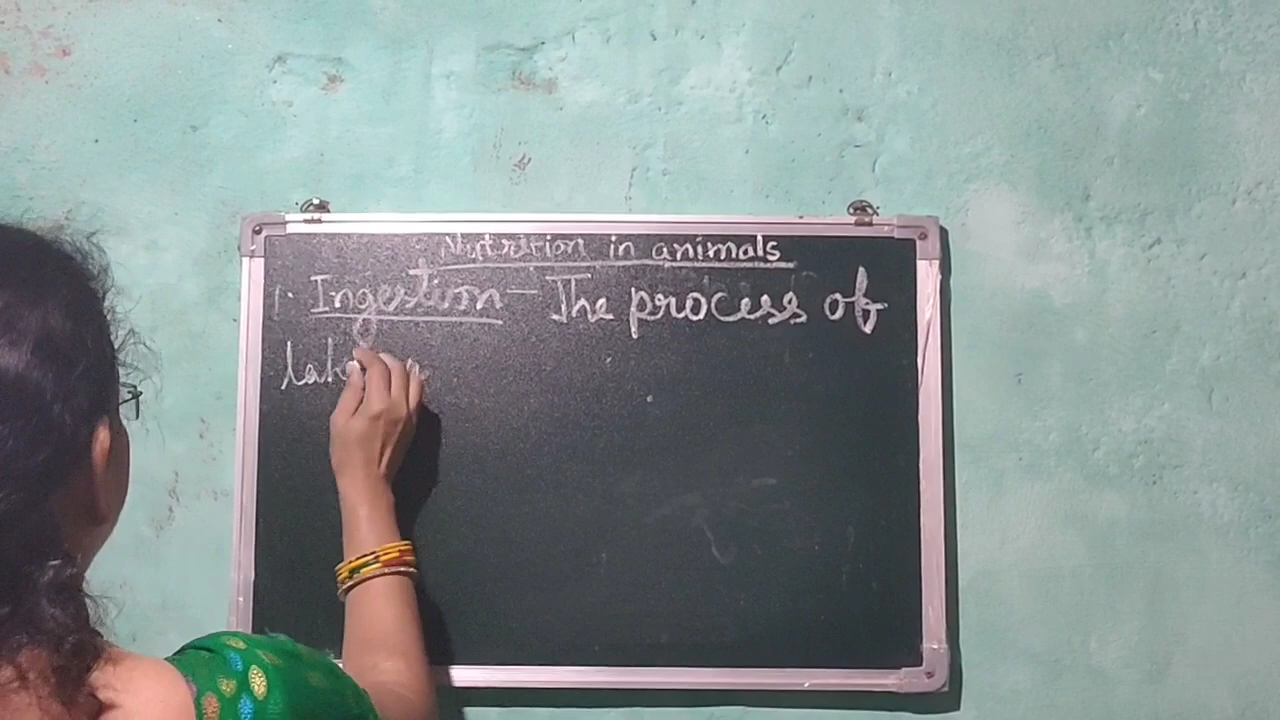 Nutrition in animals
1. Ingestion - The process of